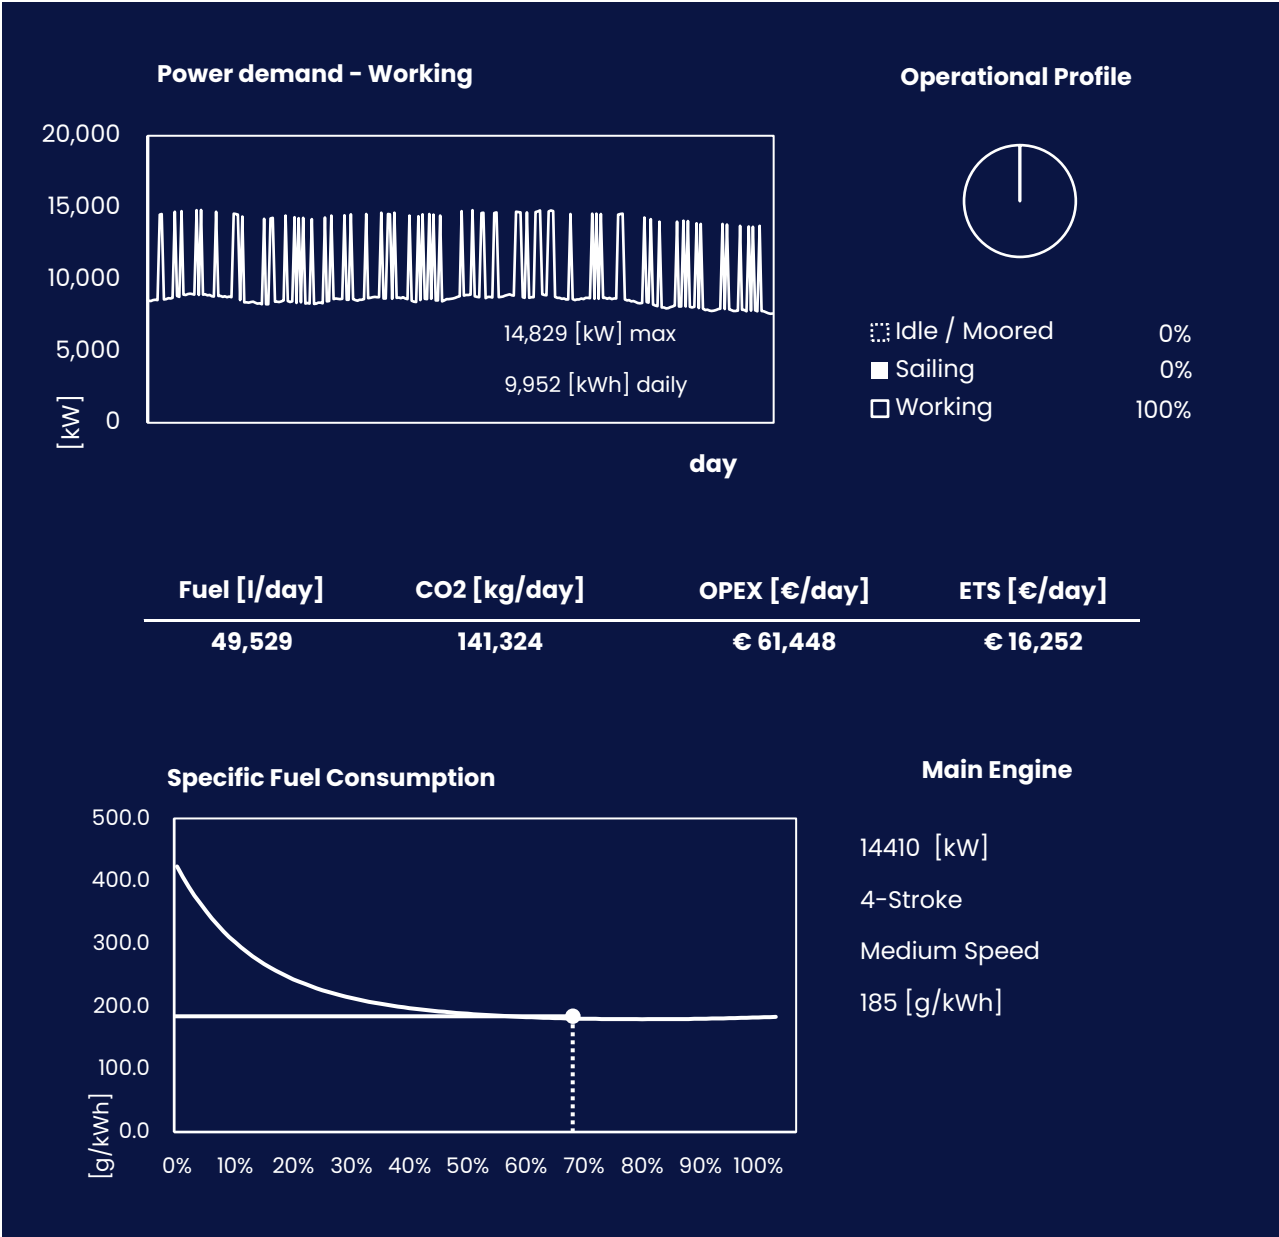 Power demand - Working
Operational Profile
20,000
15,000
10,000
5,000
0
[kW]
14,829 [kW] max
9,952 [kWh] daily
day
Idle / Moored 0%
Sailing 0%
Working 100%
Fuel [l/day] CO2 [kg/day] OPEX [€/day] ETS [€/day]
49,529 141,324 € 61,448 € 16,252
Specific Fuel Consumption
Main Engine
500.0
400.0
300.0
200.0
100.0
0.0
[g/kWh]
0% 10% 20% 30% 40% 50% 60% 70% 80% 90% 100%
14410 [kW]
4-Stroke
Medium Speed
185 [g/kWh]